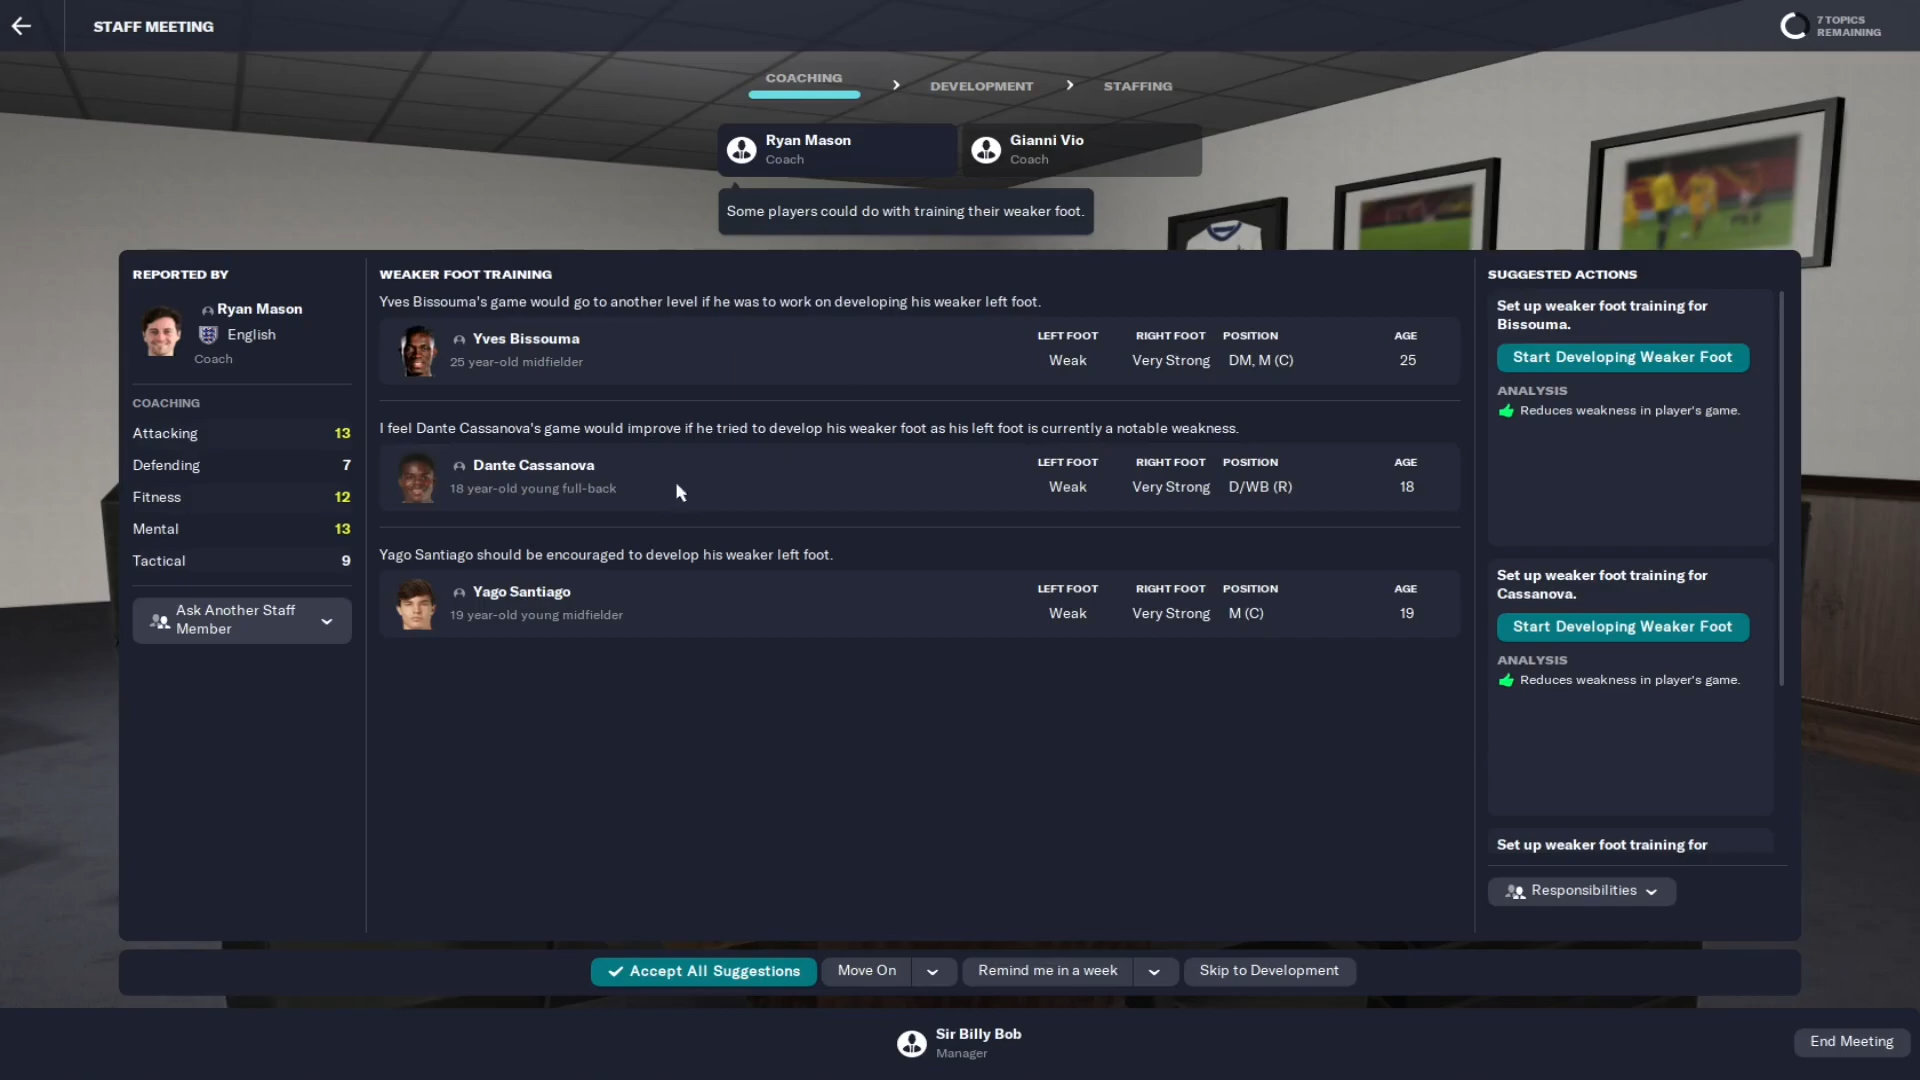 STAFF MEETING
7 TOPICS
REMAINING
COACHING
DEVELOPMENT
STAFFING
Ryan Mason
Coach
Gianni Vio
Coach
Some players could do with training their weaker foot.
REPORTED BY
Ryan Mason
English
Coach
COACHING
Attacking 13
Defending 7
Fitness 12
Mental 13
Tactical 9
Ask Another Staff
Member
WEAKER FOOT TRAINING
Yves Bissouma's game would go to another level if he was to work on developing his weaker left foot.
Yves Bissouma
25 year-old midfielder
LEFT FOOT RIGHT FOOT POSITION AGE
Weak Very Strong DM, M (C) 25
I feel Dante Cassanova's game would improve if he tried to develop his weaker foot as his left foot is currently a notable weakness.
Dante Cassanova
18 year-old young full-back
LEFT FOOT RIGHT FOOT POSITION AGE
Weak Very Strong D/WB (R) 18
Yago Santiago should be encouraged to develop his weaker left foot.
Yago Santiago
19 year-old young midfielder
LEFT FOOT RIGHT FOOT POSITION AGE
Weak Very Strong M (C) 19
SUGGESTED ACTIONS
Set up weaker foot training for
Bissouma.
Start Developing Weaker Foot
ANALYSIS
Reduces weakness in player's game.
Set up weaker foot training for
Cassanova.
Start Developing Weaker Foot
ANALYSIS
Reduces weakness in player's game.
Set up weaker foot training for
Responsibilities
Accept All Suggestions
Move On
Remind me in a week
Skip to Development
Sir Billy Bob
Manager
End Meeting